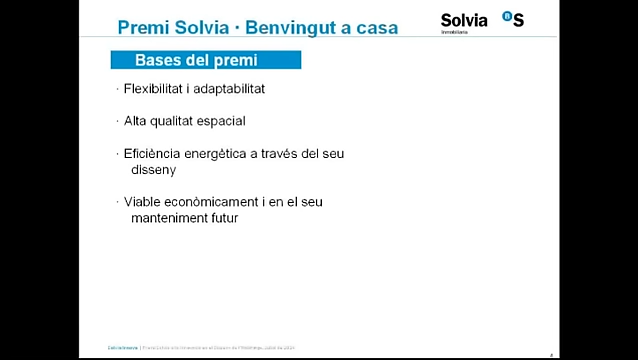 Premi Solvia · Benvingut a casa
Solvia
Inmobiliaria
BS
Bases del premi
· Flexibilitat i adaptabilitat
· Alta qualitat espacial
· Eficiència energètica a través del seu
disseny
· Viable econòmicament i en el seu
manteniment futur